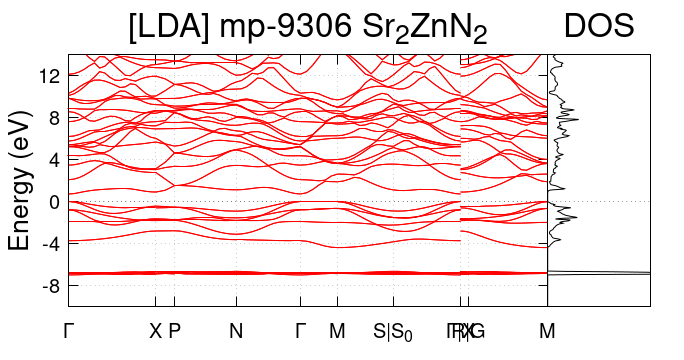 [LDA] mp-9306 Sr₂ZnN₂ DOS
Energy (eV)
12
8
4
0
-4
-8
Γ X P N Γ M S|S₀ Γ|R|X|G M